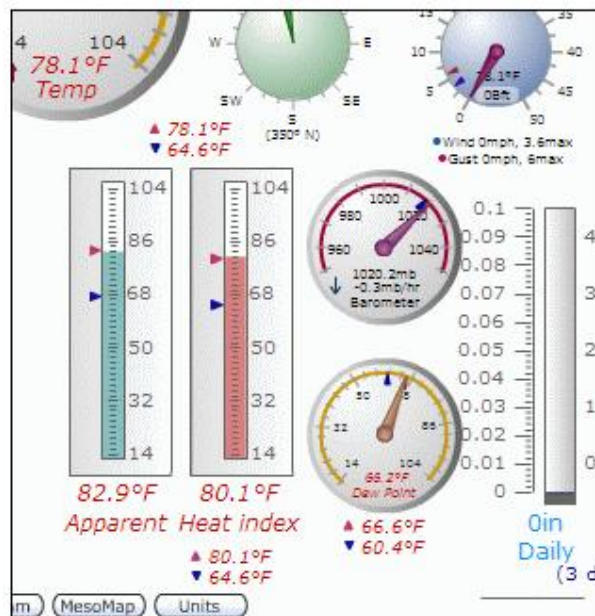 4
104
78.1°F
Temp
▲ 78.1°F
▼ 64.6°F
W
E
SW
S
SE
(350° N)
35
10
40
5
45
0
50
78.1°F
0Bft
Wind 0mph, 3.6max
Gust 0mph, 6max
104
86
68
50
32
14
82.9°F
Apparent
104
86
68
50
32
14
80.1°F
Heat index
▲ 80.1°F
▼ 64.6°F
1000
980
960
1040
1020.2mb
-0.3mb/hr
Barometer
50
32
86
14
104
66.2°F
Dew Point
▲ 66.6°F
▼ 60.4°F
0.1
0.09
0.08
0.07
0.06
0.05
0.04
0.03
0.02
0.01
0
4
2
0
0in
Daily
(3 d
am
MesoMap
Units